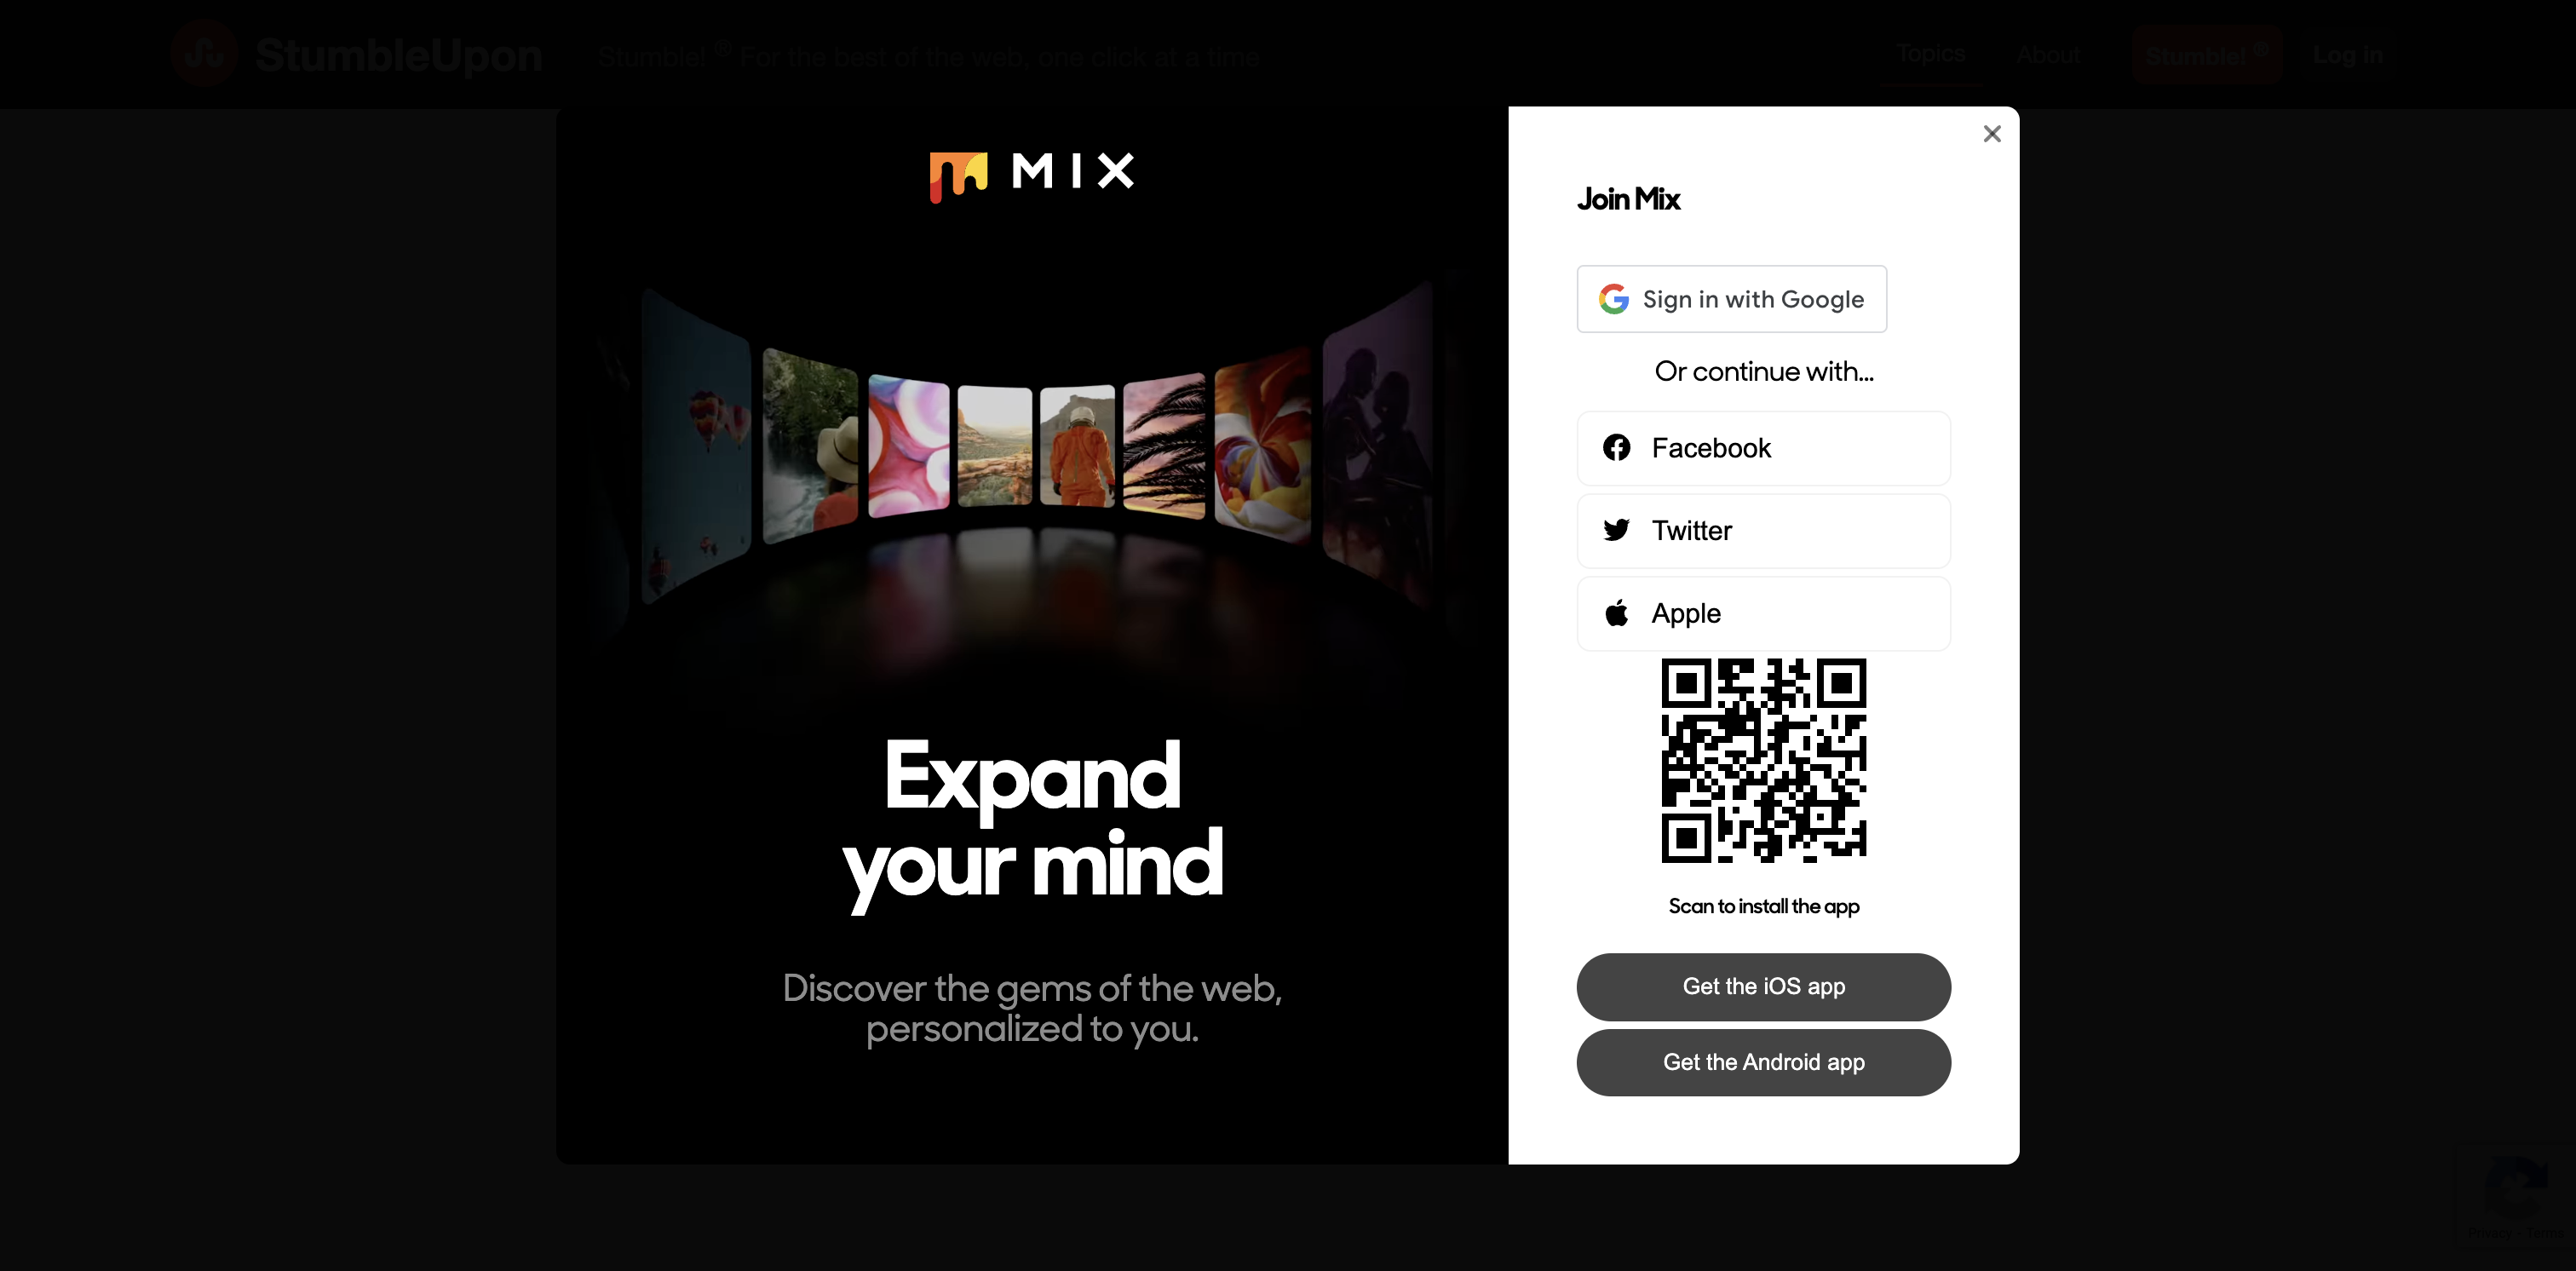 StumbleUpon
Stumble! ® For the best of the web, one click at a time
Topics
About
Stumble! ®
Log in
MIX
Expand
your mind
Discover the gems of the web,
personalized to you.
Join Mix
Sign in with Google
Or continue with...
Facebook
Twitter
Apple
Scan to install the app
Get the iOS app
Get the Android app
Privacy - Terms